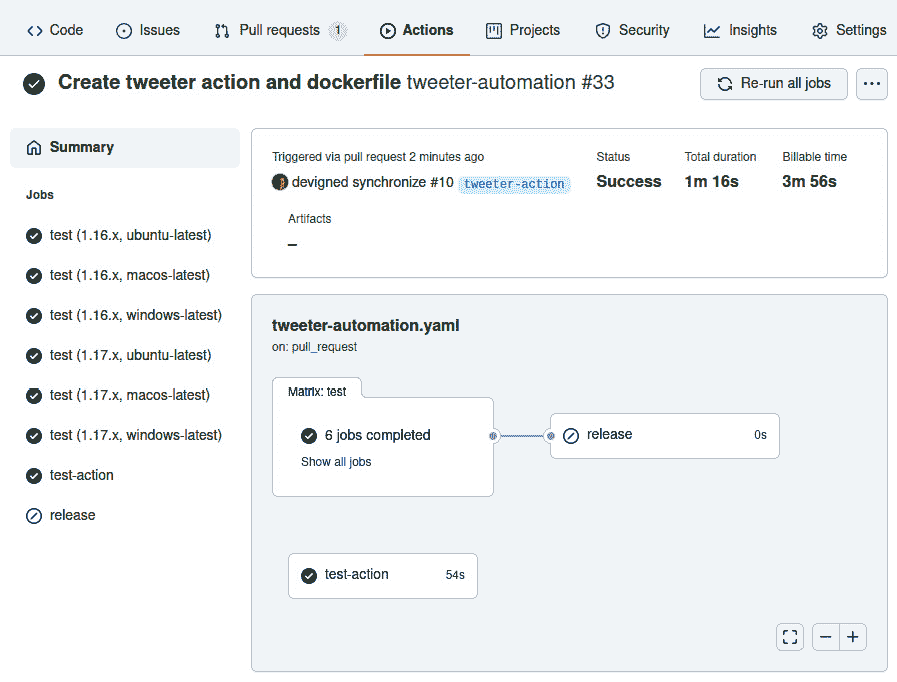 Code Issues Pull requests 1 Actions Projects Security Insights Settings
Create tweeter action and dockerfile tweeter-automation #33
Re-run all jobs
Summary
Jobs
test (1.16.x, ubuntu-latest)
test (1.16.x, macos-latest)
test (1.16.x, windows-latest)
test (1.17.x, ubuntu-latest)
test (1.17.x, macos-latest)
test (1.17.x, windows-latest)
test-action
release
Triggered via pull request 2 minutes ago
devigned synchronize #10 tweeter-action
Status
Success
Total duration
1m 16s
Billable time
3m 56s
Artifacts
–
tweeter-automation.yaml
on: pull_request
Matrix: test
6 jobs completed
Show all jobs
release 0s
test-action 54s